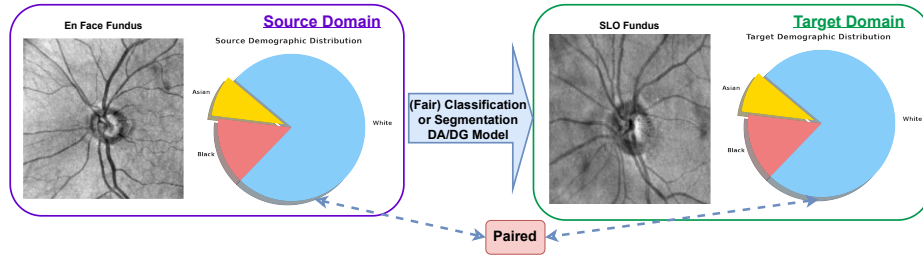 Source Domain
En Face Fundus
Source Demographic Distribution
Asian
White
Black
(Fair) Classification
or Segmentation
DA/DG Model
Target Domain
SLO Fundus
Target Demographic Distribution
Asian
White
Black
Paired